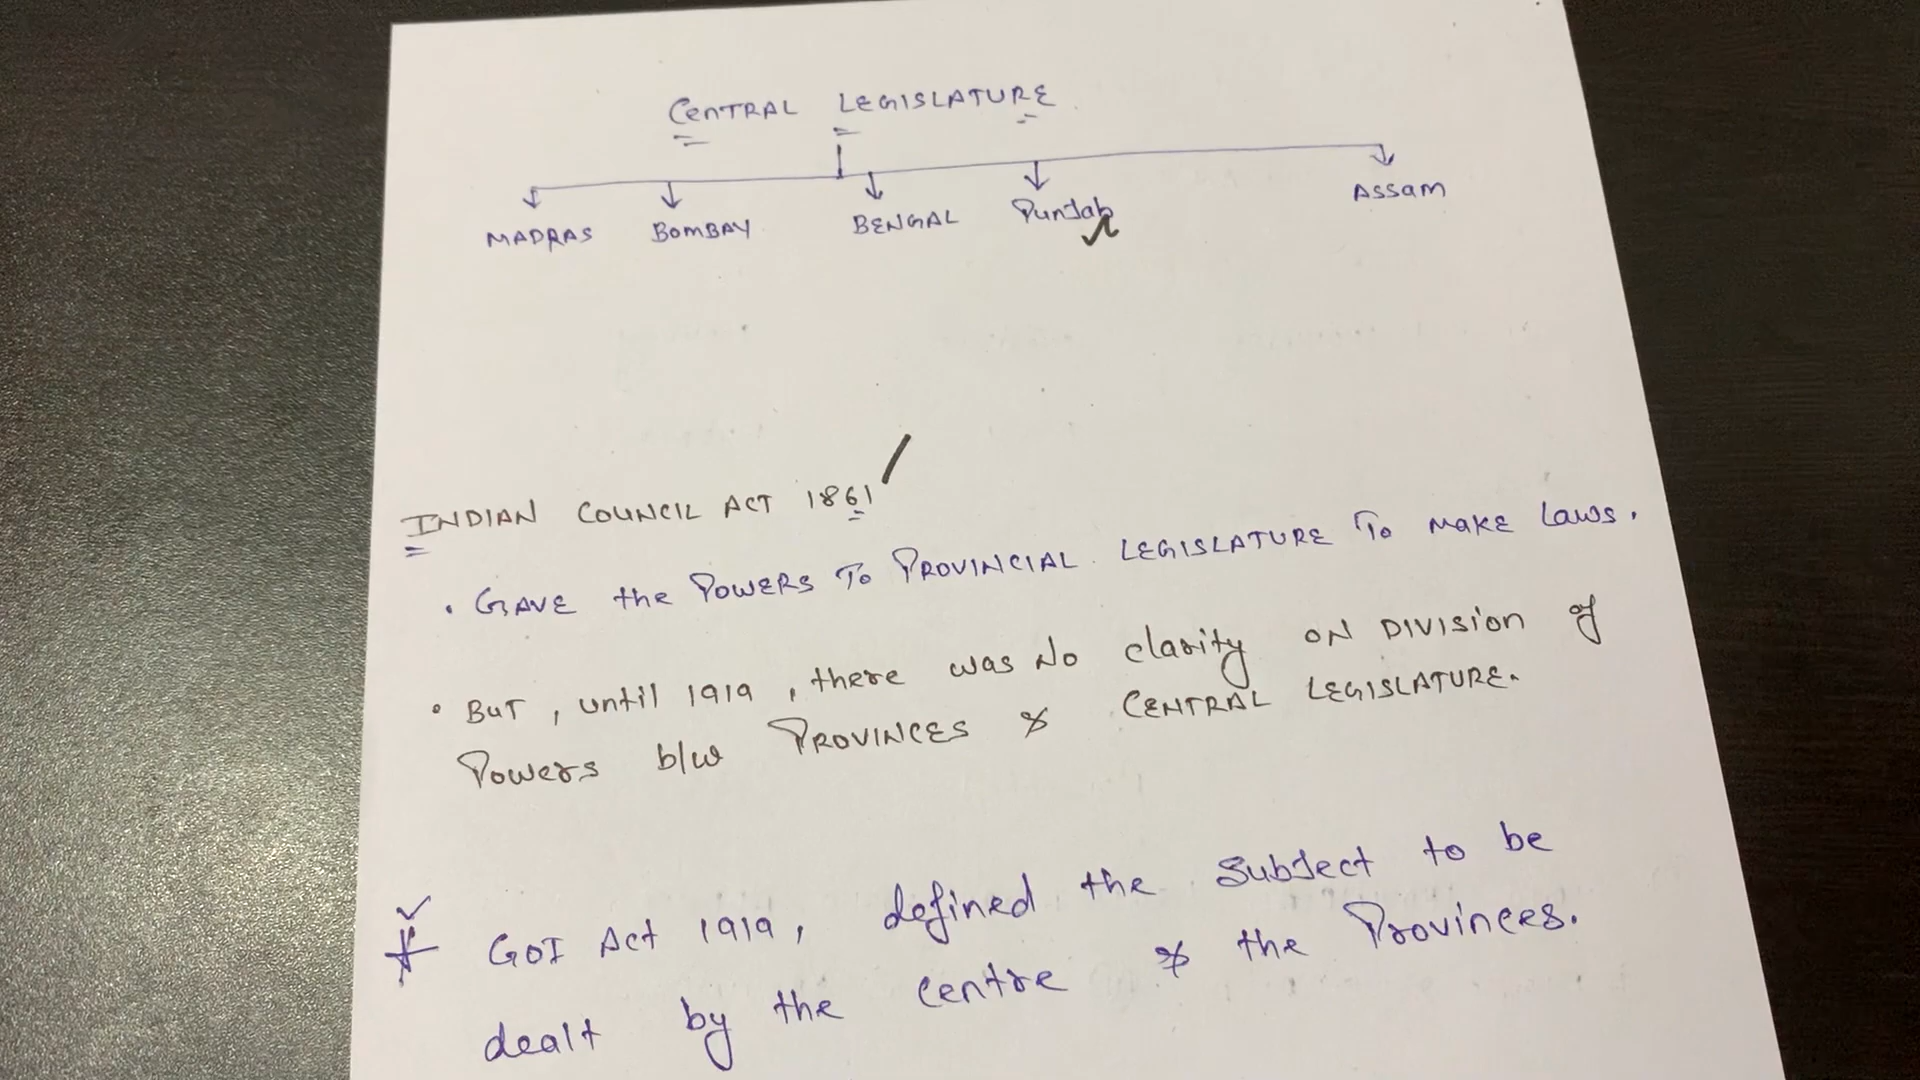 CENTRAL LEGISLATURE
MADRAS BOMBAY BENGAL PunJab ASSAM
INDIAN COUNCIL ACT 1861
• GAVE the POWERS TO PROVINCIAL LEGISLATURE To MAKE Laws.
• BUT, until 1919, there was No clarity ON DIVISION of
Powers b/w PROVINCES & CENTRAL LEGISLATURE.
GOI Act 1919, defined the SubJect to be
dealt by the centre & the Provinces.